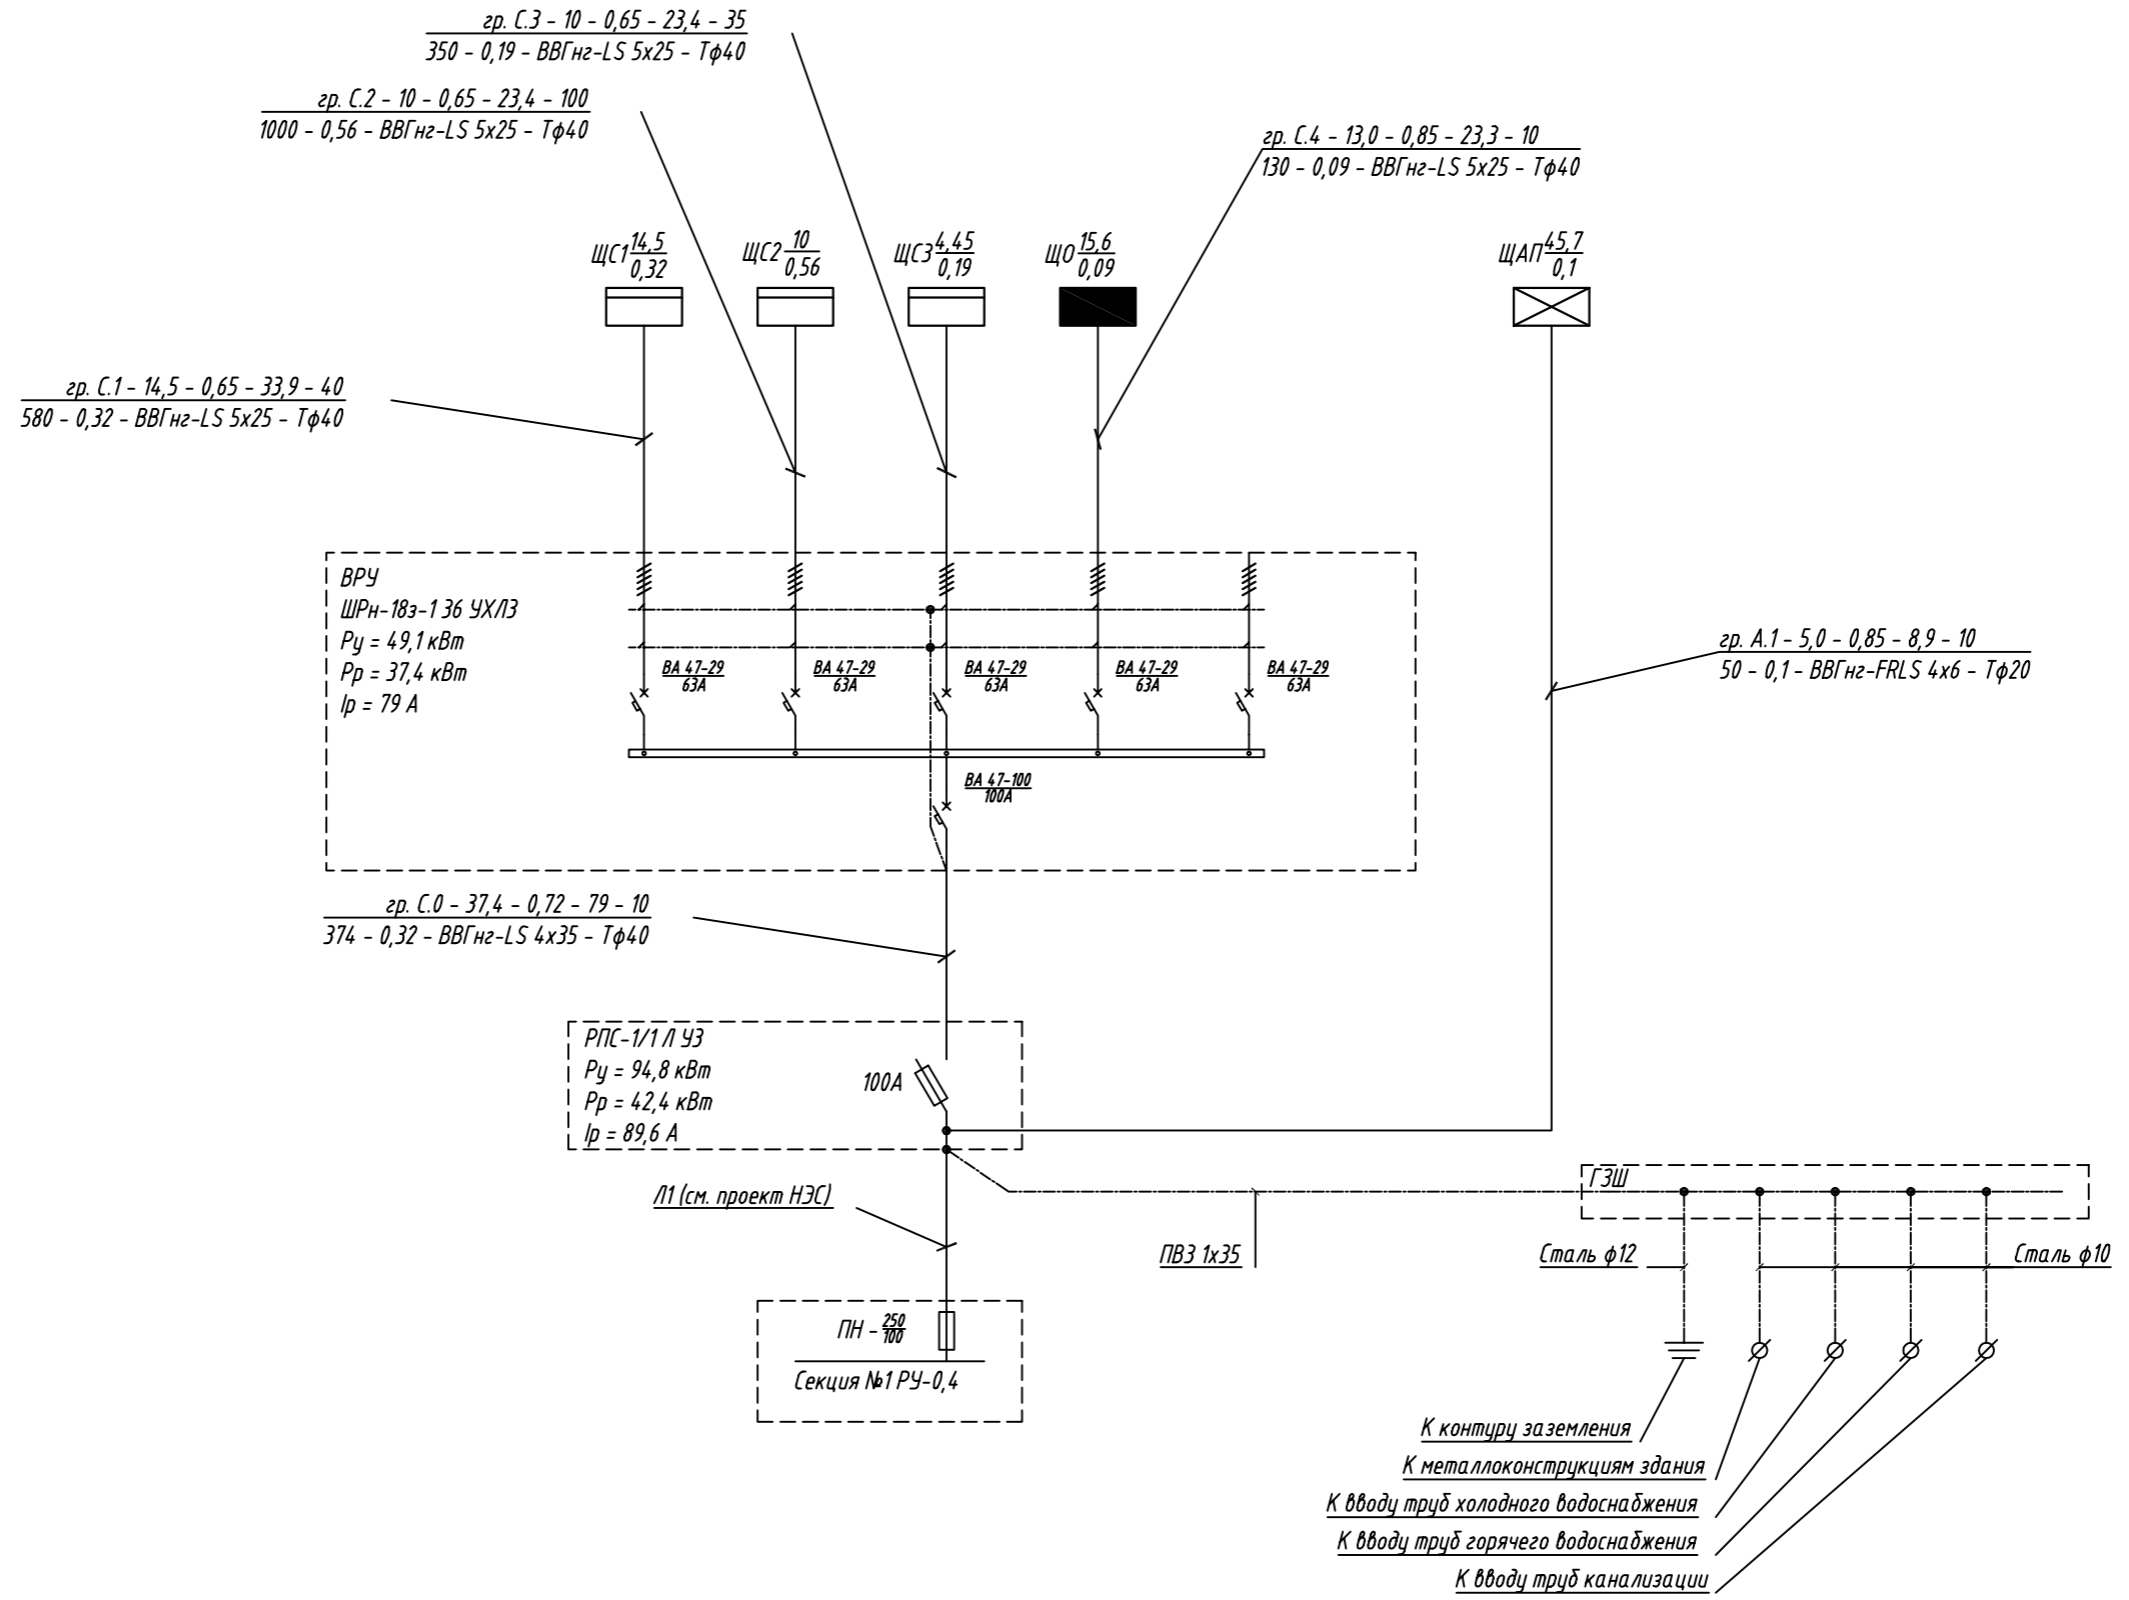 гр. С.3 – 10 – 0,65 – 23,4 – 35
350 – 0,19 – ВВГнг-LS 5х25 – Тф40
гр. С.2 – 10 – 0,65 – 23,4 – 100
1000 – 0,56 – ВВГнг-LS 5х25 – Тф40
гр. С.4 – 13,0 – 0,85 – 23,3 – 10
130 – 0,09 – ВВГнг-LS 5х25 – Тф40
ЩС1 14,5
0,32
ЩС2 10
0,56
ЩС3 4,45
0,19
ЩО 15,6
0,09
ЩАП 45,7
0,1
гр. С.1 – 14,5 – 0,65 – 33,9 – 40
580 – 0,32 – ВВГнг-LS 5х25 – Тф40
ВРУ
ШРн-18з-1 36 УХЛ3
Ру = 49,1 кВт
Рр = 37,4 кВт
Iр = 79 А
ВА 47-29
63А
ВА 47-29
63А
ВА 47-29
63А
ВА 47-29
63А
ВА 47-29
63А
ВА 47-100
100А
гр. А.1 – 5,0 – 0,85 – 8,9 – 10
50 – 0,1 – ВВГнг-FRLS 4х6 – Тф20
гр. С.0 – 37,4 – 0,72 – 79 – 10
374 – 0,32 – ВВГнг-LS 4х35 – Тф40
РПС-1/1 Л У3
Ру = 94,8 кВт
Рр = 42,4 кВт
Iр = 89,6 А
100А
Л1 (см. проект НЭС)
ГЗШ
ПВ3 1х35
Сталь ф12
Сталь ф10
ПН – 250
100
Секция №1 РУ-0,4
К контуру заземления
К металлоконструкциям здания
К вводу труб холодного водоснабжения
К вводу труб горячего водоснабжения
К вводу труб канализации